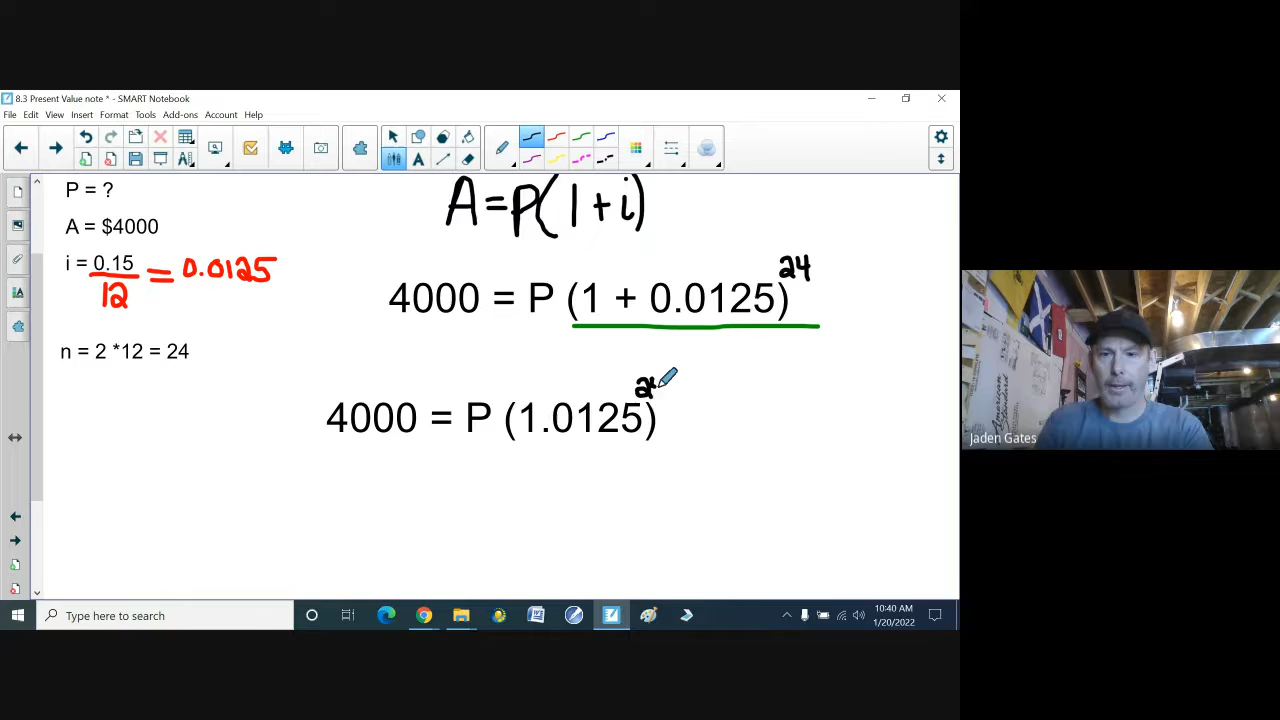 8.3 Present Value note * - SMART Notebook
File Edit View Insert Format Tools Add-ons Account Help
P = ?
A = $4000
A = P(1 + i)
i = 0.15
12
= 0.0125
4000 = P (1 + 0.0125)24
n = 2 *12 = 24
4000 = P (1.0125)
American Standard
Jaden Gates
Type here to search
10:40 AM
1/20/2022